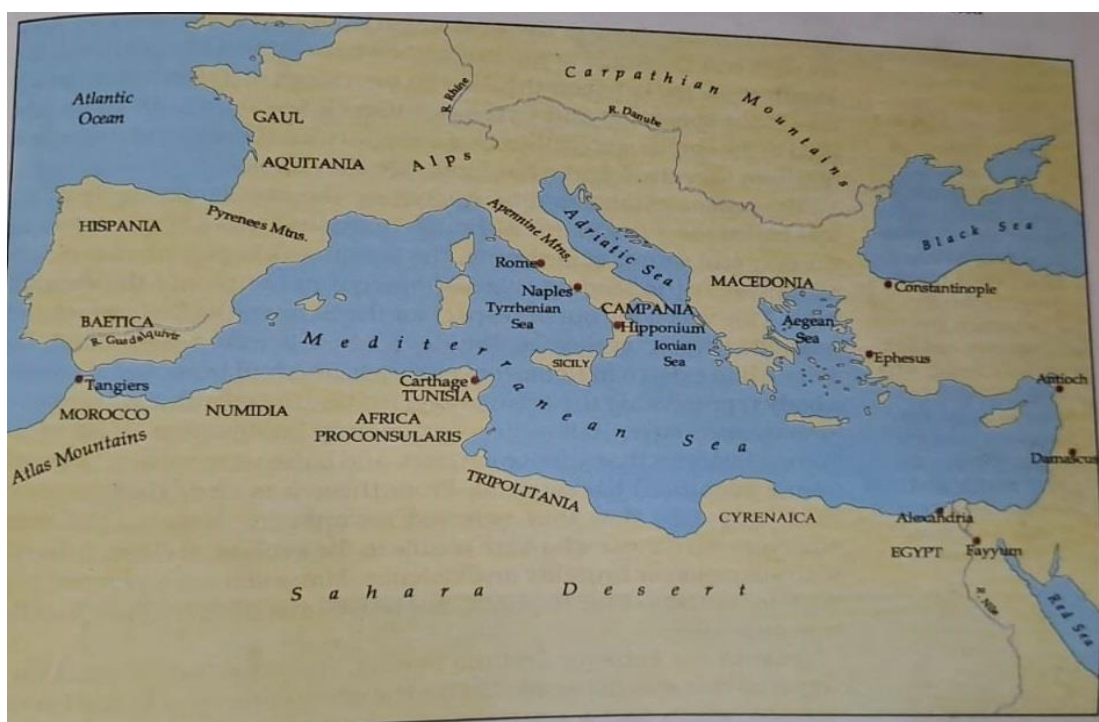 Carpathian Mountains
Atlantic
Ocean
R. Rhine
R. Danube
GAUL
Alps
AQUITANIA
HISPANIA
Pyrenees Mtns.
Apennine Mtns.
Adriatic Sea
Black Sea
Rome
MACEDONIA
Constantinople
Naples
Tyrrhenian
Sea
CAMPANIA
Hipponium
Ionian
Sea
Aegean
Sea
BAETICA
R. Guadalquivir
Mediterranean Sea
SICILY
Ephesus
Tangiers
Carthage
TUNISIA
Antioch
MOROCCO
NUMIDIA
AFRICA
PROCONSULARIS
Atlas Mountains
Damascus
TRIPOLITANIA
CYRENAICA
Alexandria
EGYPT
Fayyum
Sahara Desert
R. Nile
Red Sea